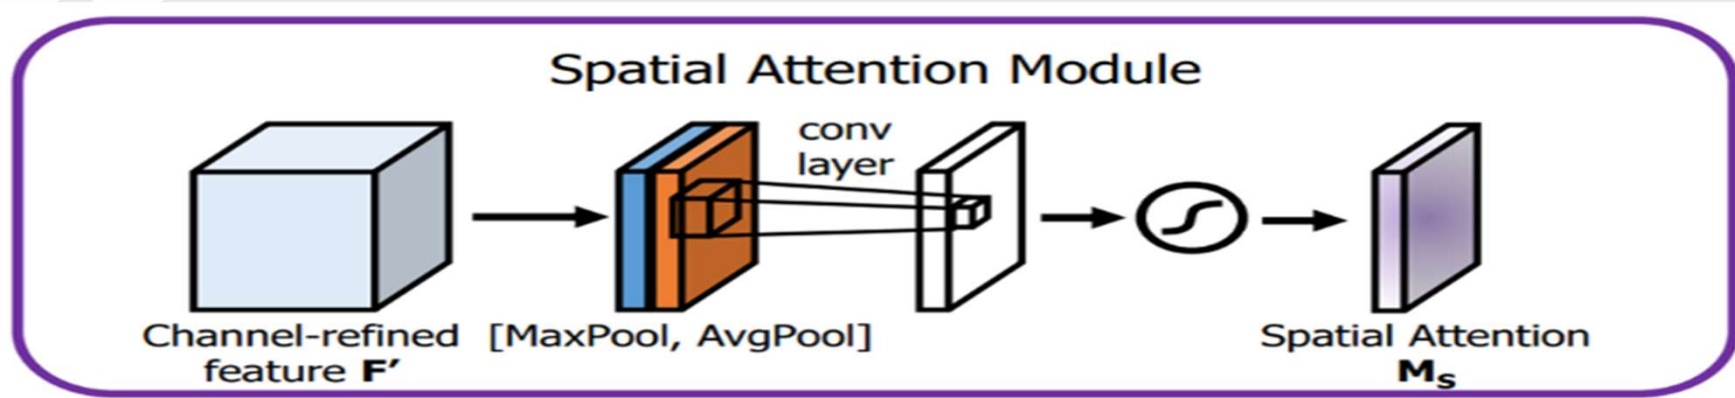 Spatial Attention Module
conv
layer
Channel-refined
feature F′
[MaxPool, AvgPool]
Spatial Attention
Ms